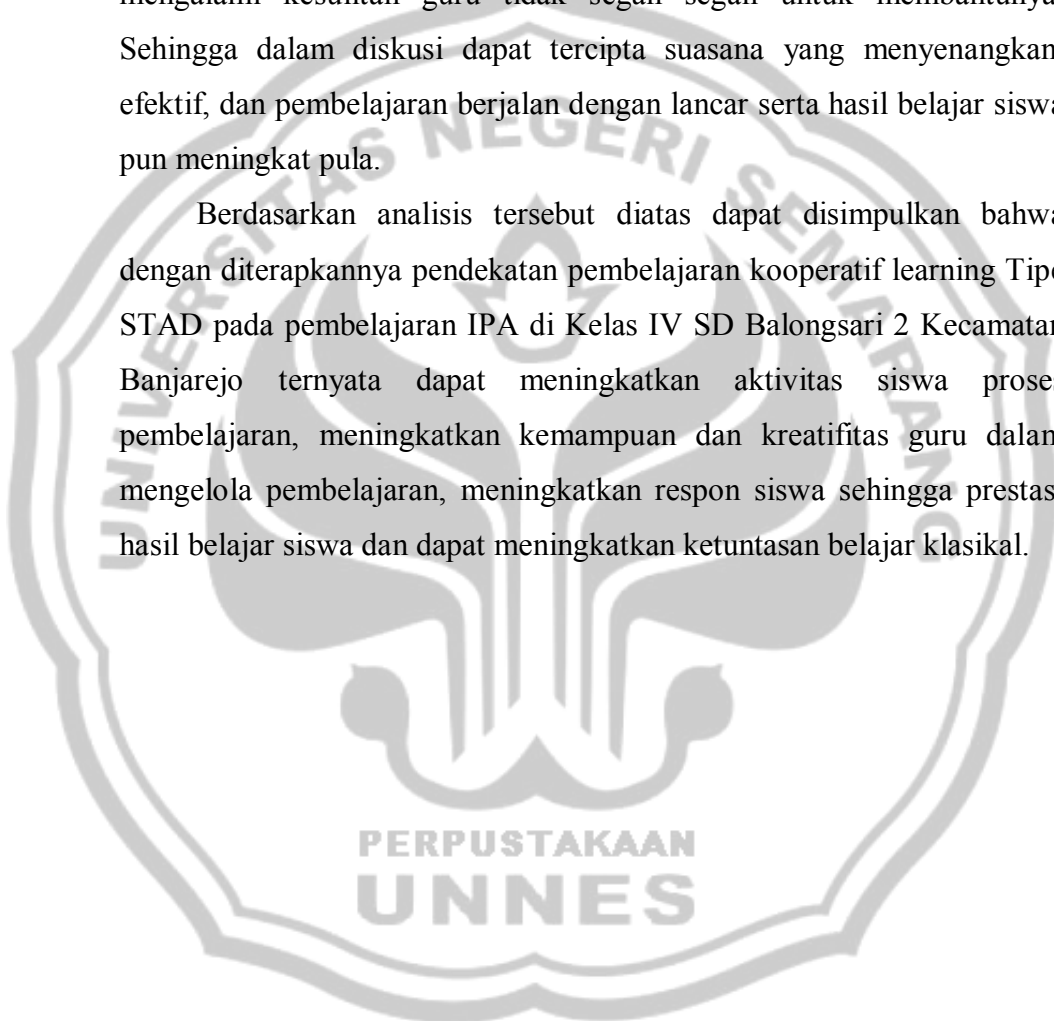 mengalami kesulitan guru tidak segan segan untuk membantunya
Sehingga dalam diskusi dapat tercipta suasana yang menyenangkan
efektif, dan pembelajaran berjalan dengan lancar serta hasil belajar siswa
pun meningkat pula.
Berdasarkan analisis tersebut diatas dapat disimpulkan bahwa
dengan diterapkannya pendekatan pembelajaran kooperatif learning Tipe
STAD pada pembelajaran IPA di Kelas IV SD Balongsari 2 Kecamatan
Banjarejo ternyata dapat meningkatkan aktivitas siswa proses
pembelajaran, meningkatkan kemampuan dan kreatifitas guru dalam
mengelola pembelajaran, meningkatkan respon siswa sehingga prestasi
hasil belajar siswa dan dapat meningkatkan ketuntasan belajar klasikal.
UNIVERSITAS NEGERI SEMARANG
PERPUSTAKAAN
UNNES